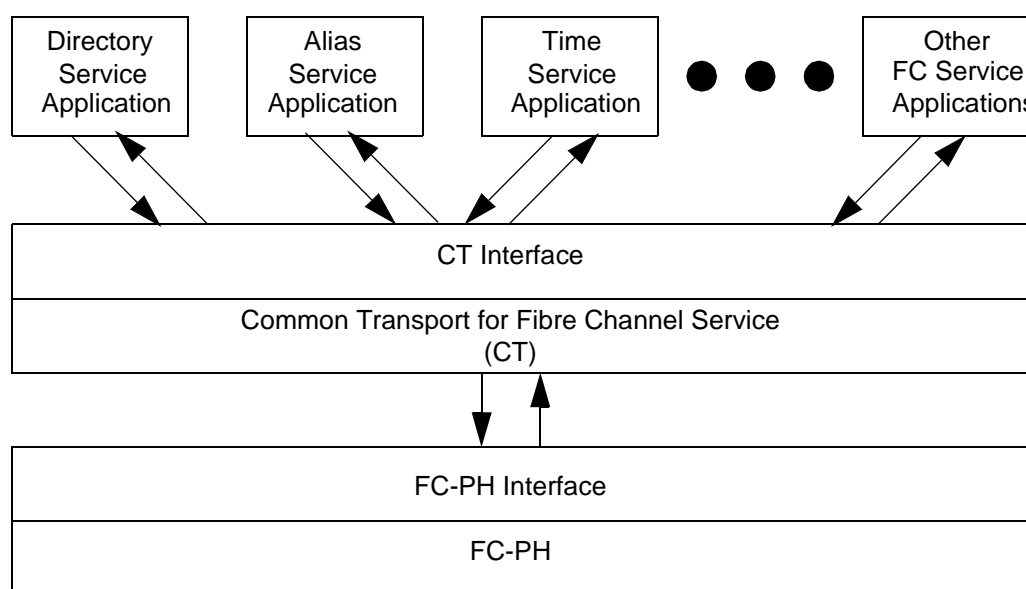 Directory
Service
Application
Alias
Service
Application
Time
Service
Application
Other
FC Service
Applications
CT Interface
Common Transport for Fibre Channel Service
(CT)
FC-PH Interface
FC-PH